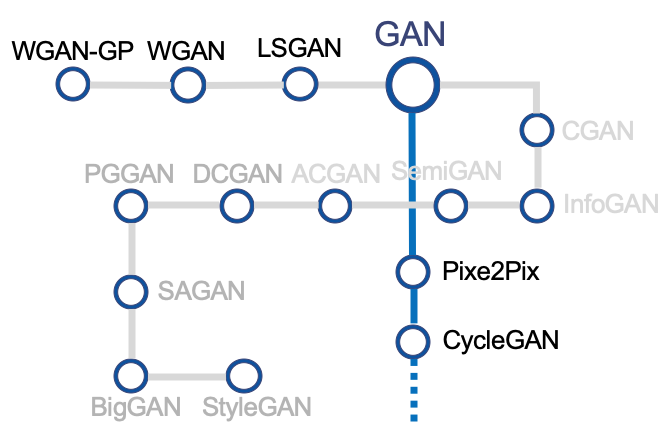 GAN
WGAN-GP
WGAN
LSGAN
CGAN
PGGAN
DCGAN
ACGAN
SemiGAN
InfoGAN
Pixe2Pix
SAGAN
CycleGAN
BigGAN
StyleGAN